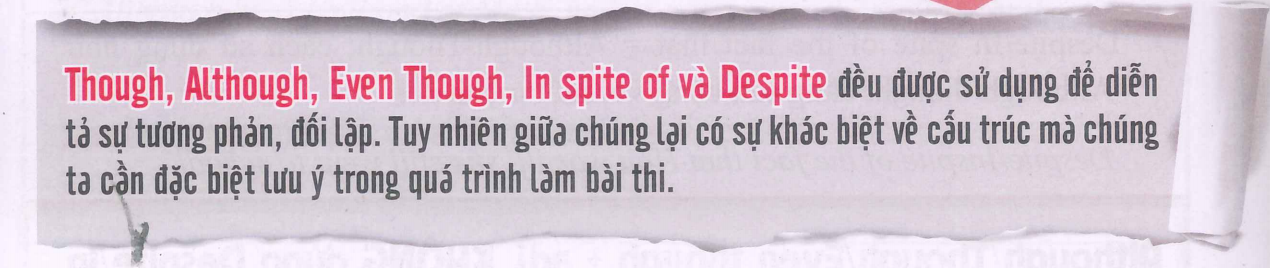 Though, Although, Even Though, In spite of và Despite đều được sử dụng để diễn
tả sự tương phản, đối lập. Tuy nhiên giữa chúng lại có sự khác biệt về cấu trúc mà chúng
ta cần đặc biệt lưu ý trong quá trình làm bài thi.